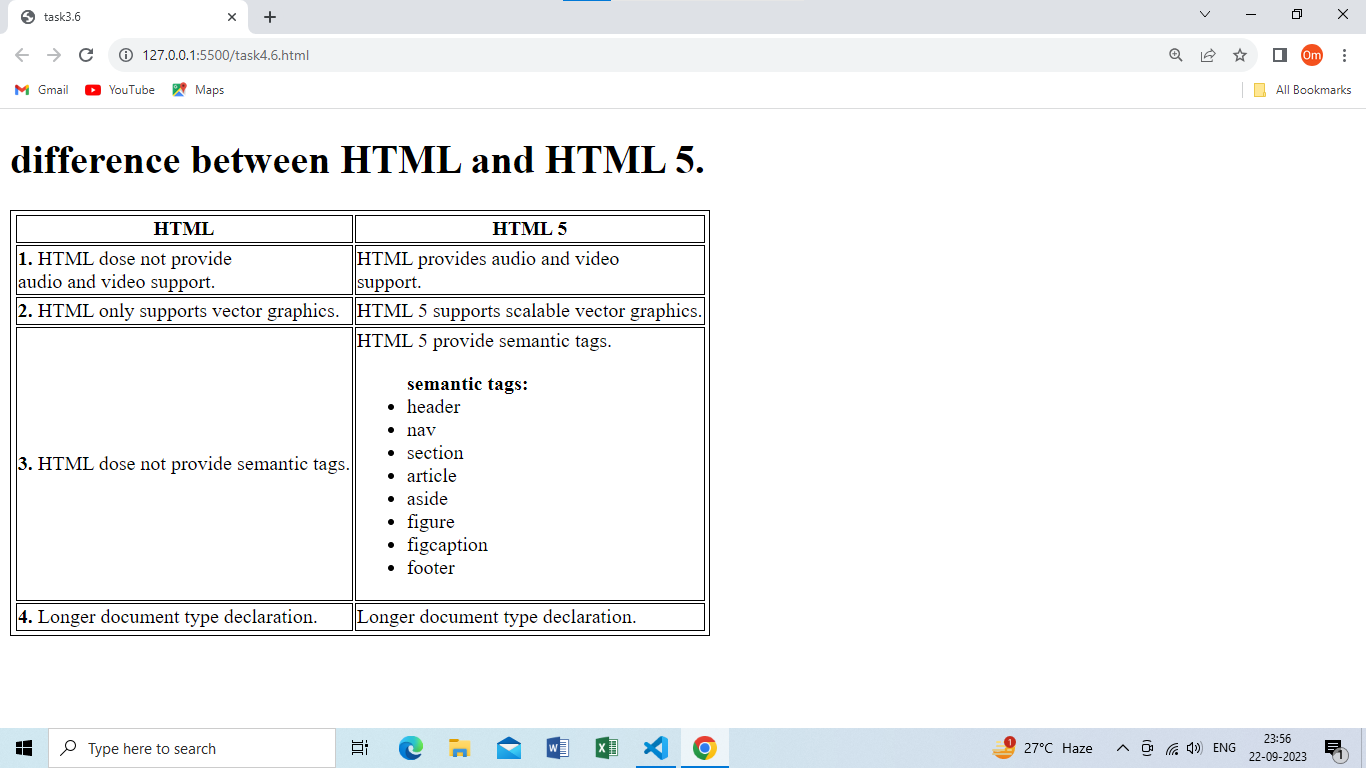 task3.6
127.0.0.1:5500/task4.6.html
Om
Gmail
YouTube
Maps
All Bookmarks
difference between HTML and HTML 5.
HTML
HTML 5
1. HTML dose not provide
audio and video support.
HTML provides audio and video
support.
2. HTML only supports vector graphics.
HTML 5 supports scalable vector graphics.
3. HTML dose not provide semantic tags.
HTML 5 provide semantic tags.
semantic tags:
• header
• nav
• section
• article
• aside
• figure
• figcaption
• footer
4. Longer document type declaration.
Longer document type declaration.
Type here to search
1
27°C Haze
ENG
23:56
22-09-2023
1